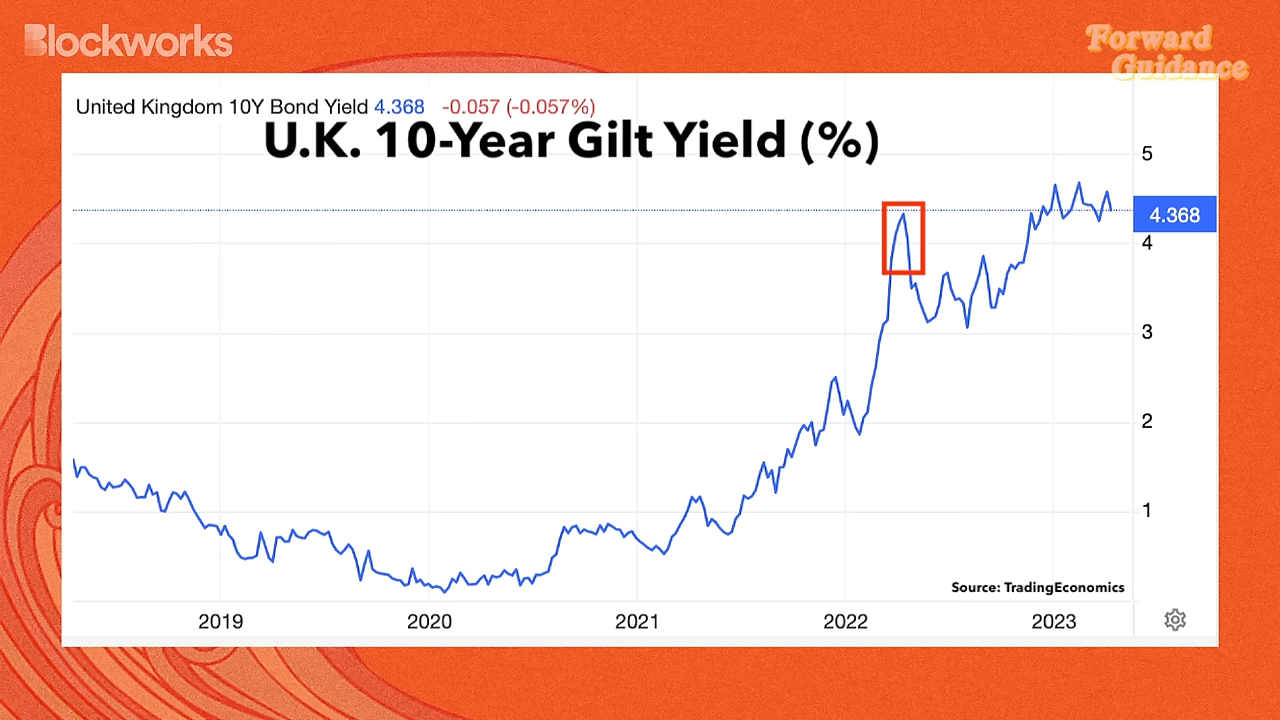 Blockworks
Forward
Guidance
United Kingdom 10Y Bond Yield 4.368 -0.057 (-0.057%)
U.K. 10-Year Gilt Yield (%)
5
4.368
4
3
2
1
Source: TradingEconomics
2019 2020 2021 2022 2023